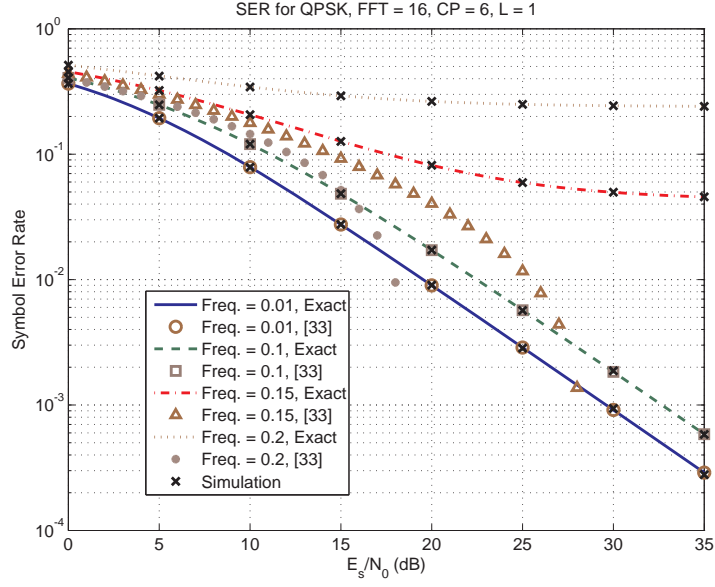 SER for QPSK, FFT = 16, CP = 6, L = 1
Symbol Error Rate
10^0
10^-1
10^-2
10^-3
10^-4
Freq. = 0.01, Exact
Freq. = 0.01, [33]
Freq. = 0.1, Exact
Freq. = 0.1, [33]
Freq. = 0.15, Exact
Freq. = 0.15, [33]
Freq. = 0.2, Exact
Freq. = 0.2, [33]
Simulation
0 5 10 15 20 25 30 35
E_s/N_0 (dB)